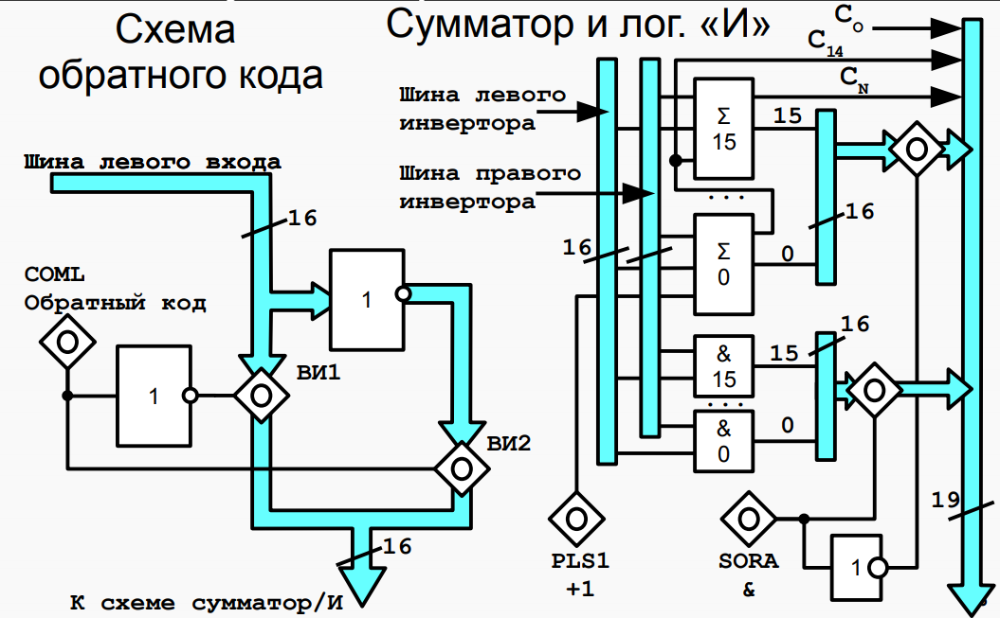 Схема
обратного кода
Сумматор и лог. «И»
Шина левого входа
16
COML
Обратный код
1
1
ВИ1
ВИ2
16
К схеме сумматор/И
Шина левого
инвертора
Шина правого
инвертора
16
Σ
15
...
Σ
0
&
15
...
&
0
15
0
16
15
0
16
C0
C14
CN
PLS1
+1
SORA
&
1
19